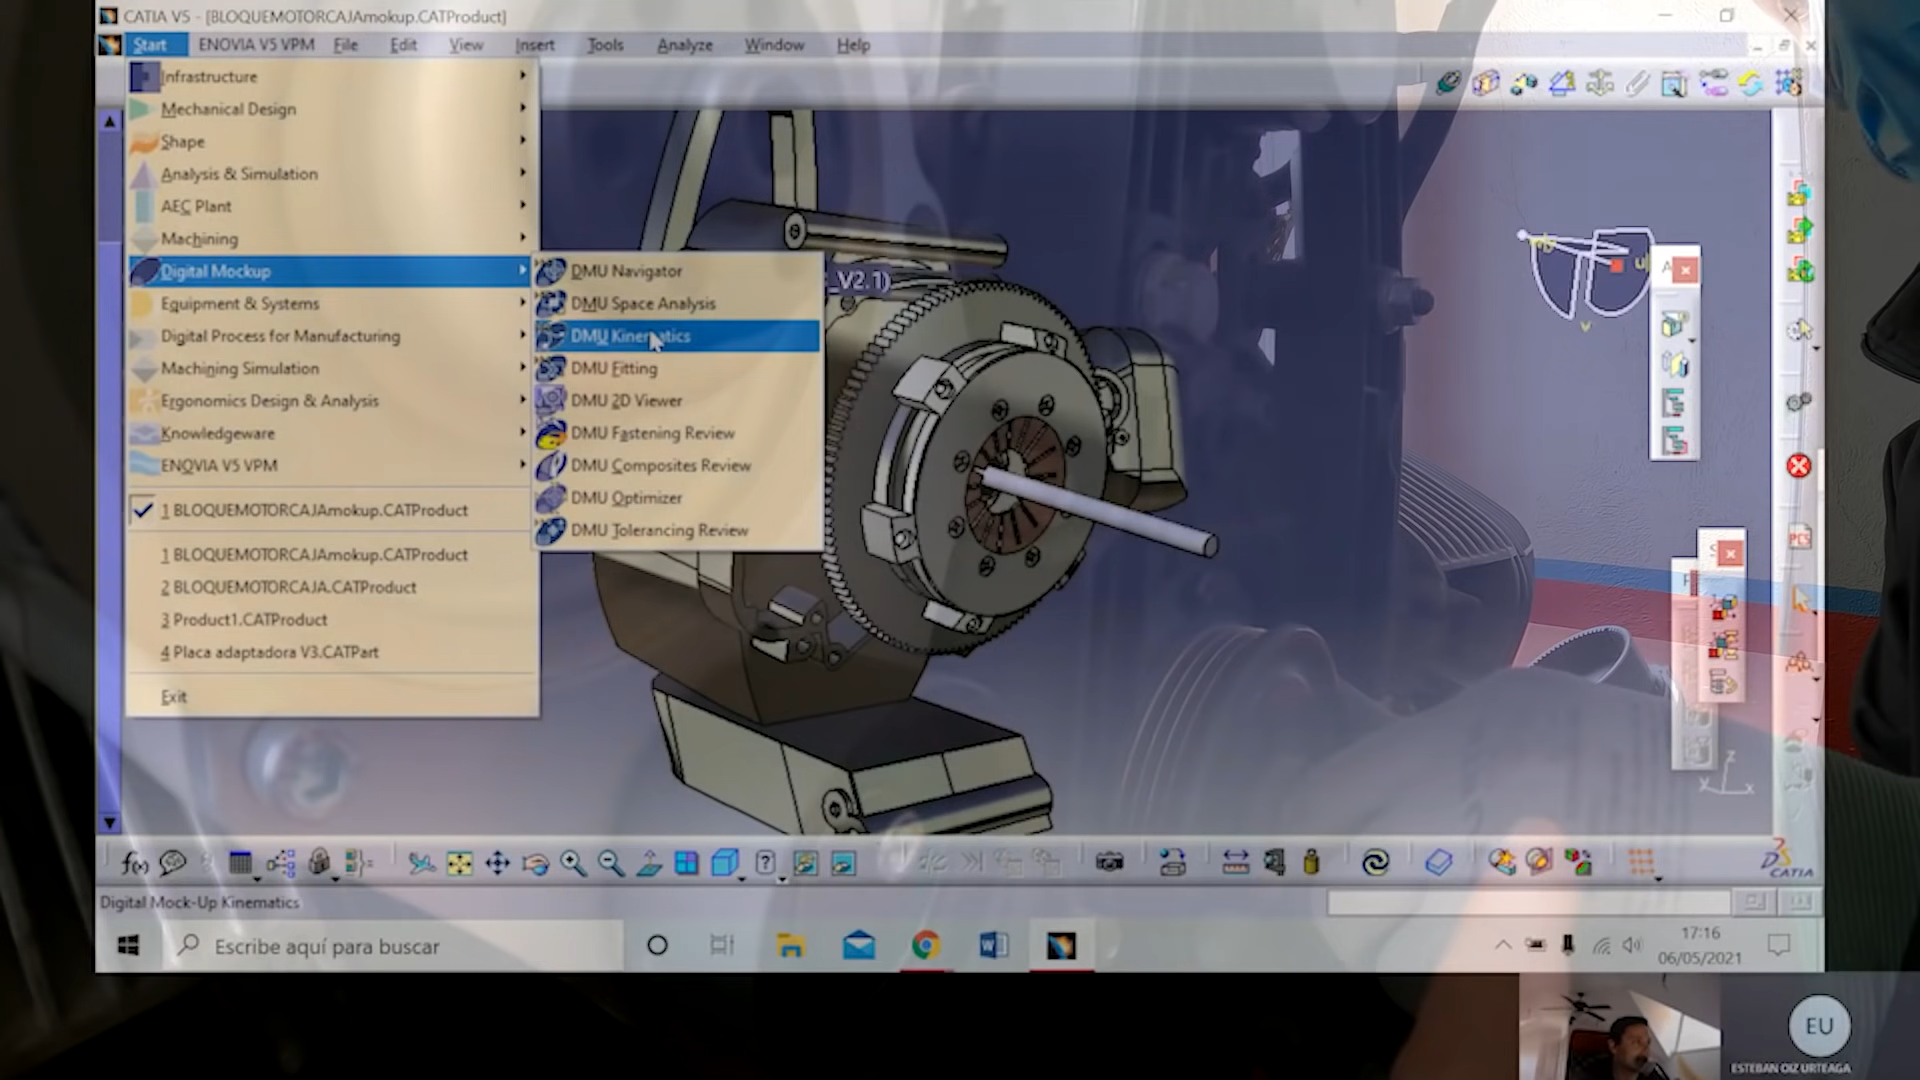 CATIA V5 - [BLOQUEMOTORCAJAmokup.CATProduct]
Start ENOVIA V5 VPM File Edit View Insert Tools Analyze Window Help
Infrastructure
Mechanical Design
Shape
Analysis & Simulation
AEC Plant
Machining
Digital Mockup
Equipment & Systems
Digital Process for Manufacturing
Machining Simulation
Ergonomics Design & Analysis
Knowledgeware
ENOVIA V5 VPM
1 BLOQUEMOTORCAJAmokup.CATProduct
1 BLOQUEMOTORCAJAmokup.CATProduct
2 BLOQUEMOTORCAJA.CATProduct
3 Product1.CATProduct
4 Placa adaptadora V3.CATPart
Exit
DMU Navigator
DMU Space Analysis
DMU Kinematics
DMU Fitting
DMU 2D Viewer
DMU Fastening Review
DMU Composites Review
DMU Optimizer
DMU Tolerancing Review
_V2.1)
f(x)
CATIA
Digital Mock-Up Kinematics
Escribe aquí para buscar
17:16
06/05/2021
EU
ESTEBAN OIZ URTEAGA